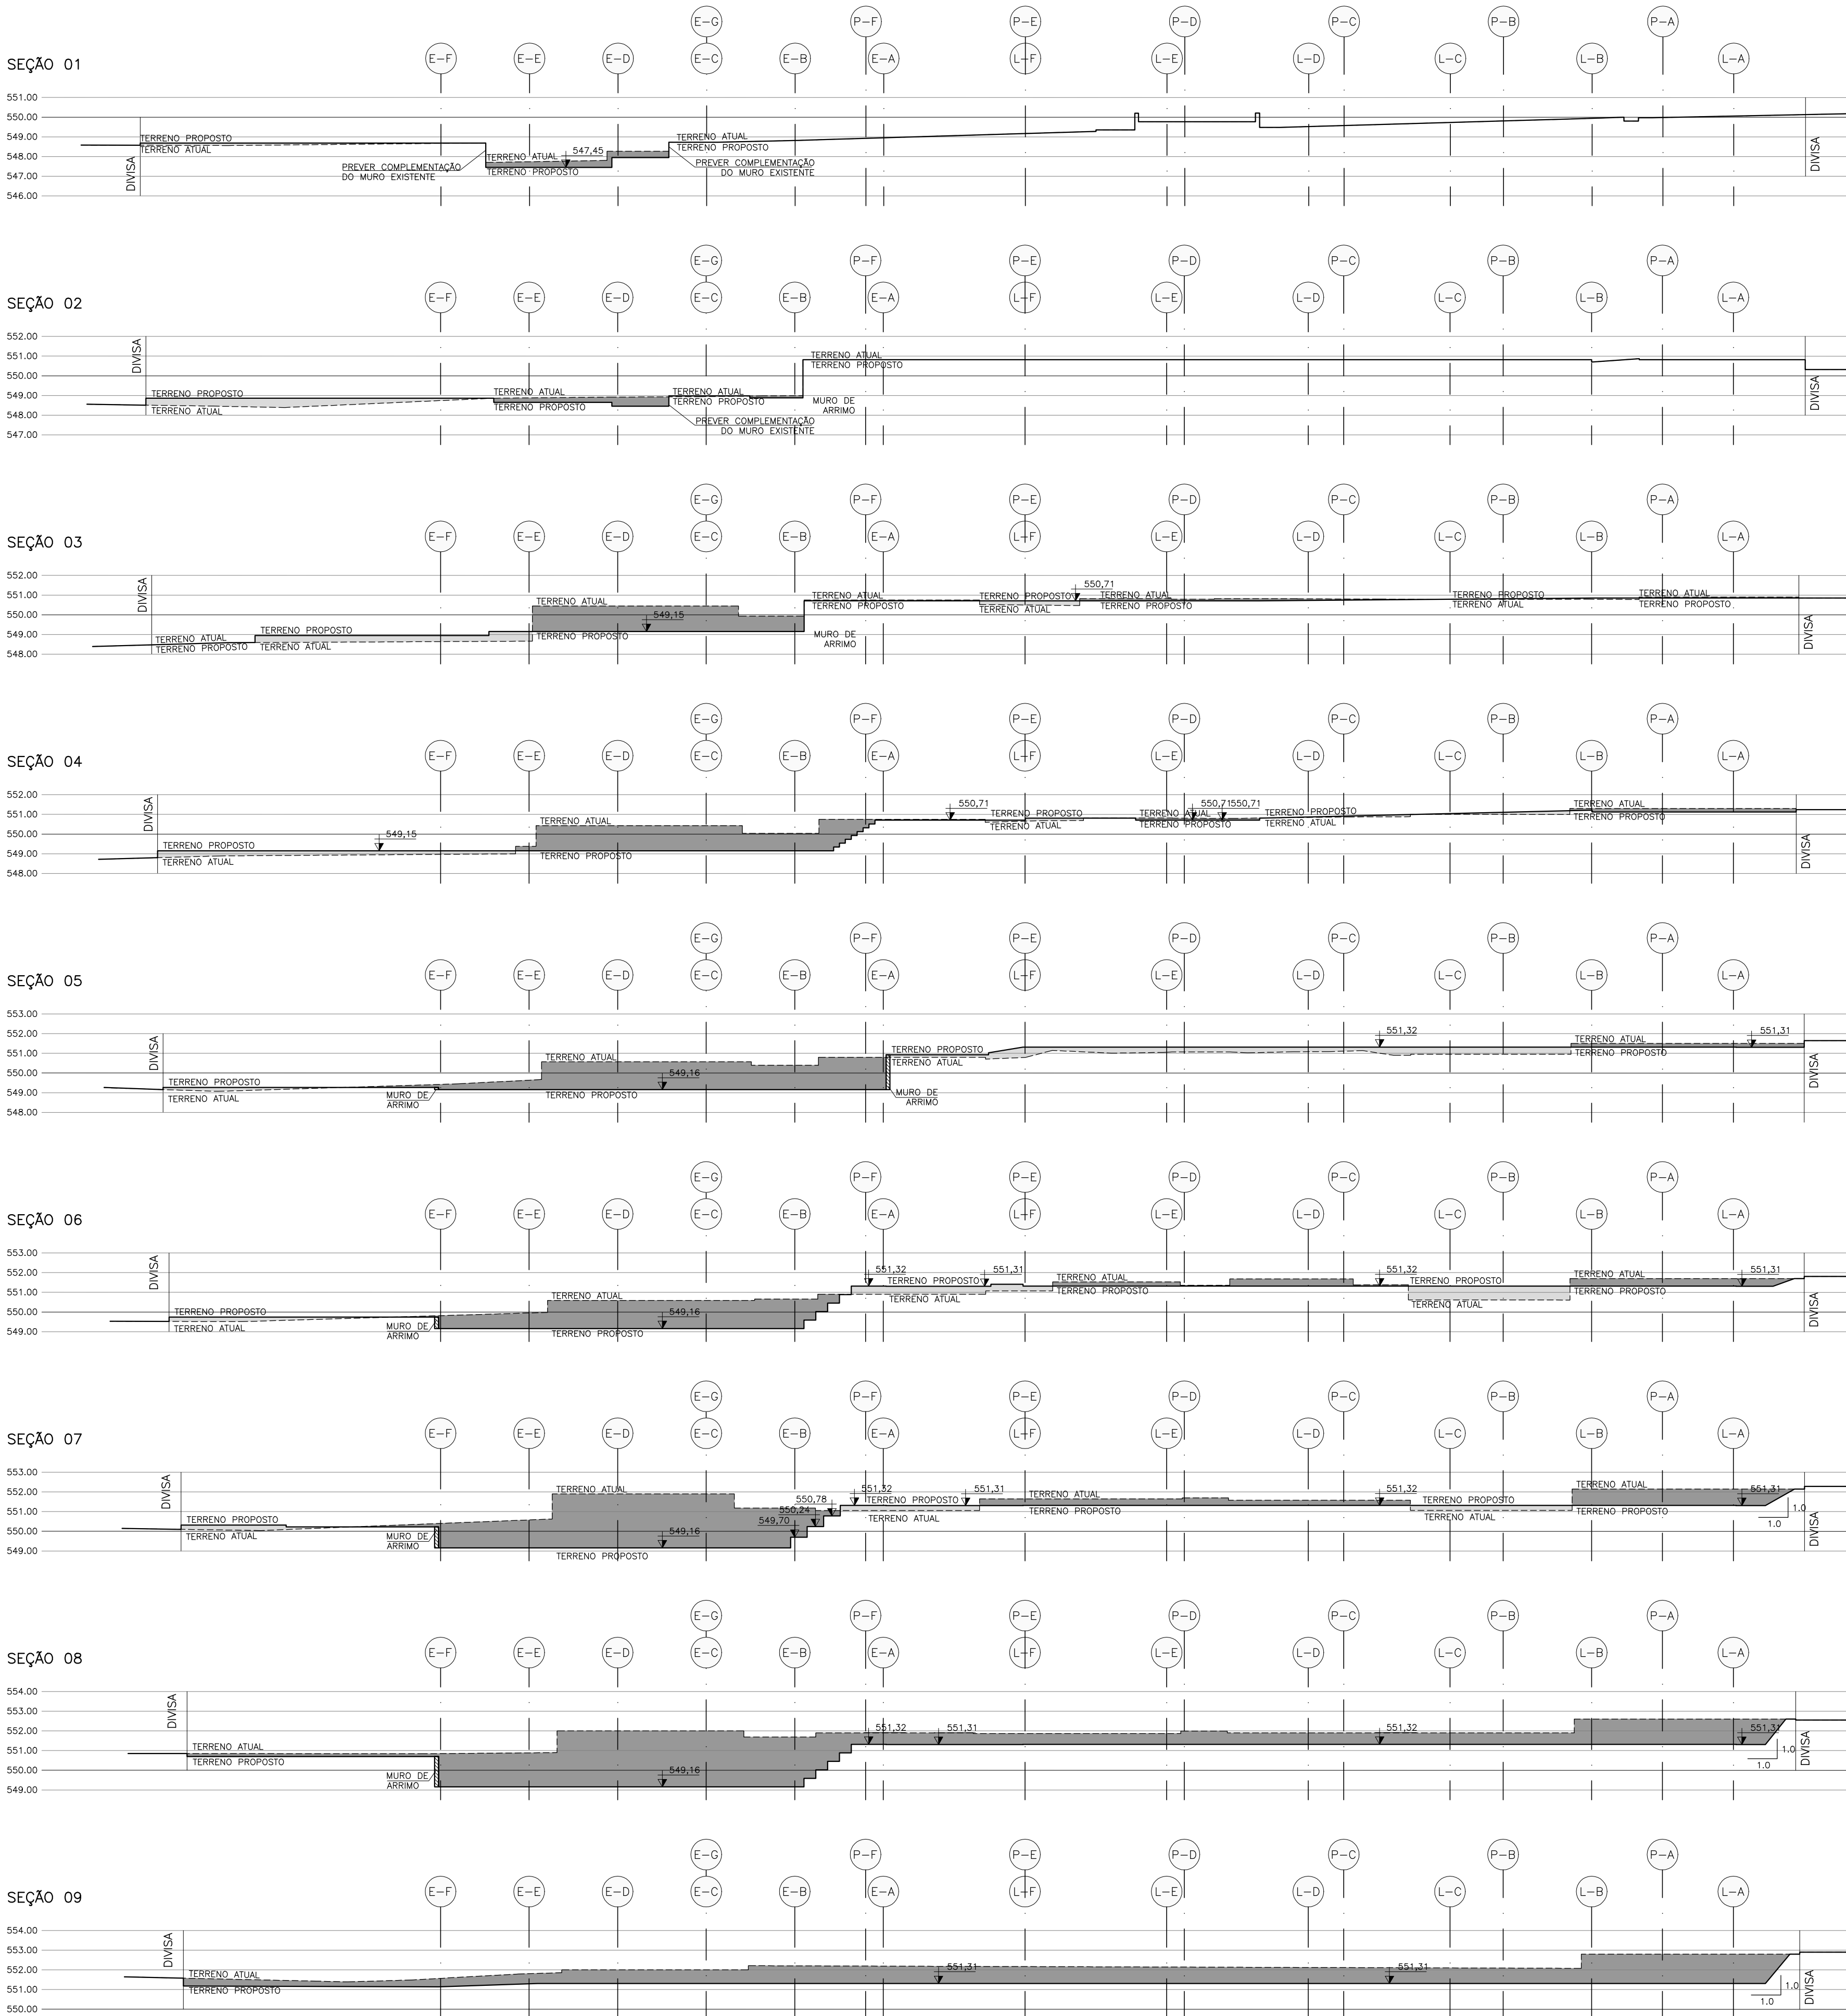 E-G P-F P-E P-D P-C P-B P-A
SEÇÃO 01 E-F E-E E-D E-C E-B E-A L-F L-E L-D L-C L-B L-A
551.00
550.00
549.00 TERRENO PROPOSTO TERRENO ATUAL
TERRENO ATUAL TERRENO PROPOSTO
548.00 TERRENO ATUAL 547,45
DIVISA PREVER COMPLEMENTAÇÃO TERRENO PROPOSTO PREVER COMPLEMENTAÇÃO DIVISA
547.00 DO MURO EXISTENTE DO MURO EXISTENTE
546.00
E-G P-F P-E P-D P-C P-B P-A
SEÇÃO 02 E-F E-E E-D E-C E-B E-A L-F L-E L-D L-C L-B L-A
552.00
551.00 DIVISA TERRENO ATUAL
TERRENO PROPOSTO
550.00
549.00 TERRENO PROPOSTO TERRENO ATUAL TERRENO ATUAL DIVISA
TERRENO PROPOSTO MURO DE
548.00 TERRENO ATUAL TERRENO PROPOSTO ARRIMO
PREVER COMPLEMENTAÇÃO
547.00 DO MURO EXISTENTE
E-G P-F P-E P-D P-C P-B P-A
SEÇÃO 03 E-F E-E E-D E-C E-B E-A L-F L-E L-D L-C L-B L-A
552.00
551.00 DIVISA 550,71
TERRENO ATUAL TERRENO ATUAL TERRENO PROPOSTO TERRENO ATUAL TERRENO PROPOSTO TERRENO ATUAL
TERRENO PROPOSTO TERRENO ATUAL TERRENO PROPOSTO TERRENO ATUAL TERRENO PROPOSTO
550.00 549,15
549.00 TERRENO ATUAL TERRENO PROPOSTO TERRENO PROPOSTO MURO DE DIVISA
TERRENO PROPOSTO TERRENO ATUAL ARRIMO
548.00
E-G P-F P-E P-D P-C P-B P-A
SEÇÃO 04 E-F E-E E-D E-C E-B E-A L-F L-E L-D L-C L-B L-A
552.00
551.00 DIVISA 550,71 550,71 550,71 TERRENO ATUAL
TERRENO ATUAL TERRENO PROPOSTO TERRENO ATUAL TERRENO PROPOSTO TERRENO PROPOSTO
TERRENO ATUAL TERRENO PROPOSTO TERRENO ATUAL
550.00 549,15
549.00 TERRENO PROPOSTO TERRENO PROPOSTO DIVISA
TERRENO ATUAL
548.00
E-G P-F P-E P-D P-C P-B P-A
SEÇÃO 05 E-F E-E E-D E-C E-B E-A L-F L-E L-D L-C L-B L-A
553.00
552.00 551,32 TERRENO ATUAL 551,31
551.00 DIVISA TERRENO ATUAL TERRENO PROPOSTO TERRENO PROPOSTO
TERRENO ATUAL
550.00 549,16
549.00 TERRENO PROPOSTO MURO DE TERRENO PROPOSTO MURO DE DIVISA
TERRENO ATUAL ARRIMO ARRIMO
548.00
E-G P-F P-E P-D P-C P-B P-A
SEÇÃO 06 E-F E-E E-D E-C E-B E-A L-F L-E L-D L-C L-B L-A
553.00
552.00 DIVISA 551,32 551,31 551,32 551,31
TERRENO PROPOSTO TERRENO ATUAL TERRENO PROPOSTO TERRENO ATUAL
551.00 TERRENO ATUAL TERRENO ATUAL TERRENO PROPOSTO TERRENO ATUAL TERRENO PROPOSTO
550.00 TERRENO PROPOSTO 549,16 DIVISA
549.00 TERRENO ATUAL MURO DE TERRENO PROPOSTO
ARRIMO
E-G P-F P-E P-D P-C P-B P-A
SEÇÃO 07 E-F E-E E-D E-C E-B E-A L-F L-E L-D L-C L-B L-A
553.00
552.00 DIVISA TERRENO ATUAL 551,32 551,31 TERRENO ATUAL 551,32 TERRENO ATUAL 551,31
550,78 TERRENO PROPOSTO TERRENO PROPOSTO TERRENO PROPOSTO
551.00 550,24 TERRENO ATUAL TERRENO PROPOSTO TERRENO ATUAL 1.0
TERRENO PROPOSTO 549,70 1.0
550.00 TERRENO ATUAL MURO DE 549,16 DIVISA
549.00 ARRIMO TERRENO PROPOSTO
E-G P-F P-E P-D P-C P-B P-A
SEÇÃO 08 E-F E-E E-D E-C E-B E-A L-F L-E L-D L-C L-B L-A
554.00
553.00 DIVISA
552.00 551,32 551,31 551,32 551,31
551.00 TERRENO ATUAL 1.0
TERRENO PROPOSTO 1.0
550.00 MURO DE 549,16 DIVISA
549.00 ARRIMO
E-G P-F P-E P-D P-C P-B P-A
SEÇÃO 09 E-F E-E E-D E-C E-B E-A L-F L-E L-D L-C L-B L-A
554.00
553.00 DIVISA
552.00 TERRENO ATUAL 551,31 551,31
551.00 TERRENO PROPOSTO 1.0
1.0 DIVISA
550.00